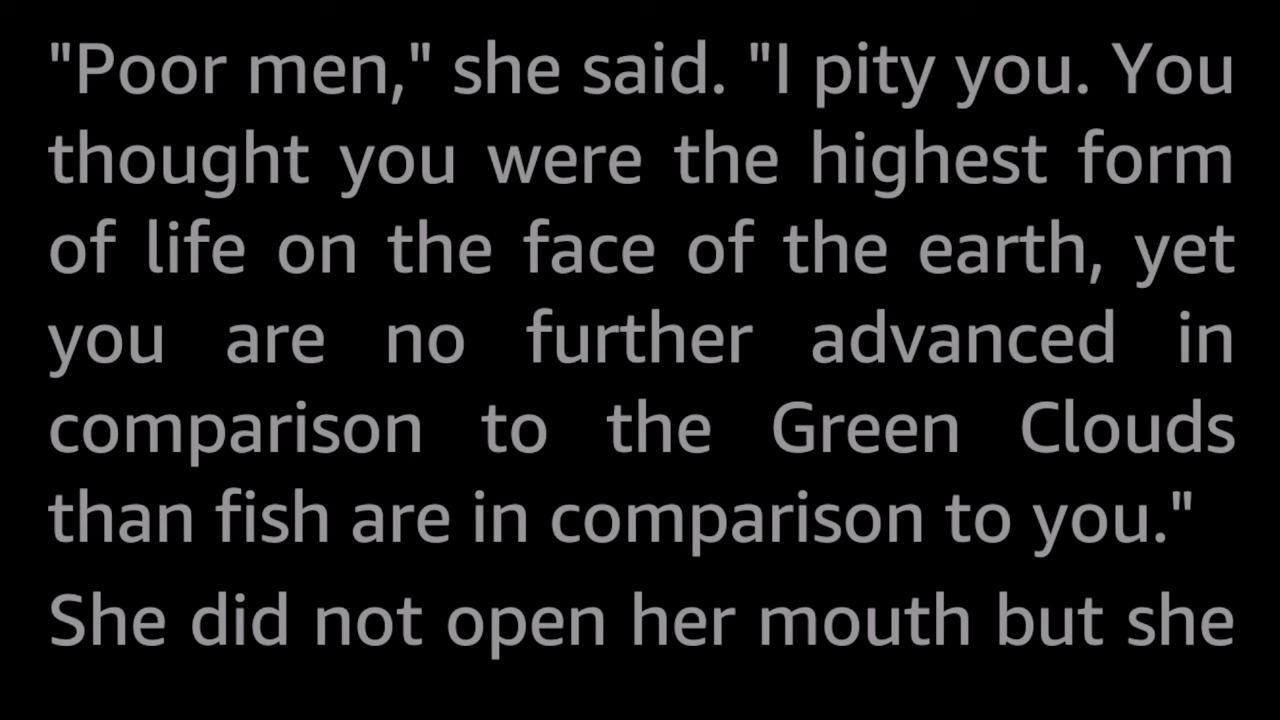 "Poor men," she said. "I pity you. You
thought you were the highest form
of life on the face of the earth, yet
you are no further advanced in
comparison to the Green Clouds
than fish are in comparison to you."
She did not open her mouth but she